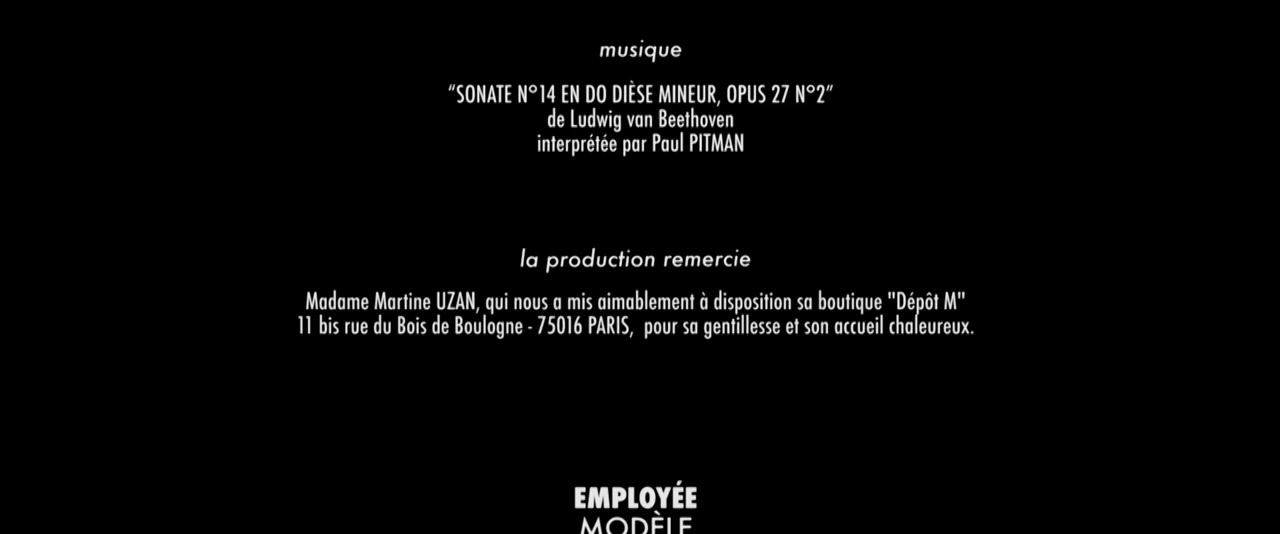 musique
“SONATE N°14 EN DO DIÈSE MINEUR, OPUS 27 N°2”
de Ludwig van Beethoven
interprétée par Paul PITMAN
la production remercie
Madame Martine UZAN, qui nous a mis aimablement à disposition sa boutique "Dépôt M"
11 bis rue du Bois de Boulogne - 75016 PARIS, pour sa gentillesse et son accueil chaleureux.
EMPLOYÉE
MODÈLE